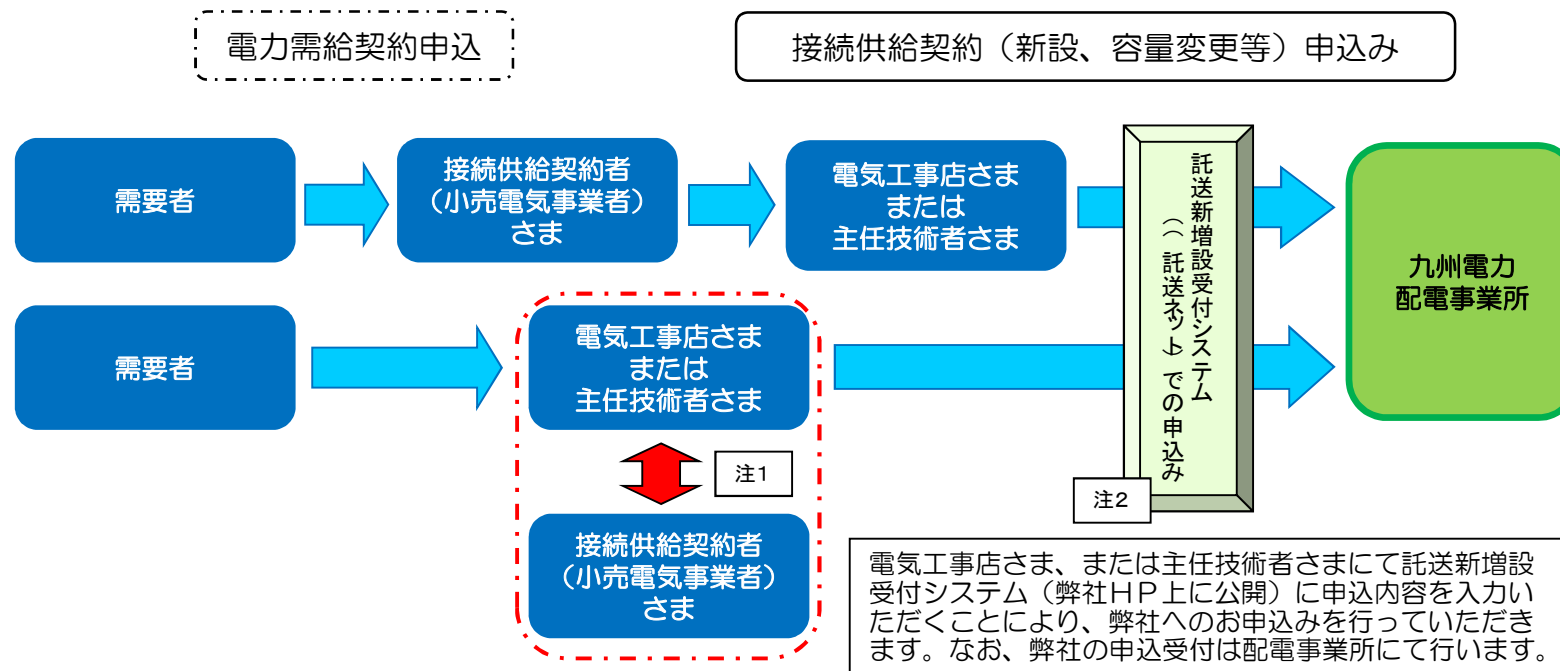 電力需給契約申込
接続供給契約（新設、容量変更等）申込み
需要者
接続供給契約者
（小売電気事業者）
さま
電気工事店さま
または
主任技術者さま
託送新増設受付システム
（（託送ネット）での申込み
九州電力
配電事業所
需要者
電気工事店さま
または
主任技術者さま
注1
接続供給契約者
（小売電気事業者）
さま
注2
電気工事店さま、または主任技術者さまにて託送新増設
受付システム（弊社ＨＰ上に公開）に申込内容を入力い
ただくことにより、弊社へのお申込みを行っていただき
ます。なお、弊社の申込受付は配電事業所にて行います。